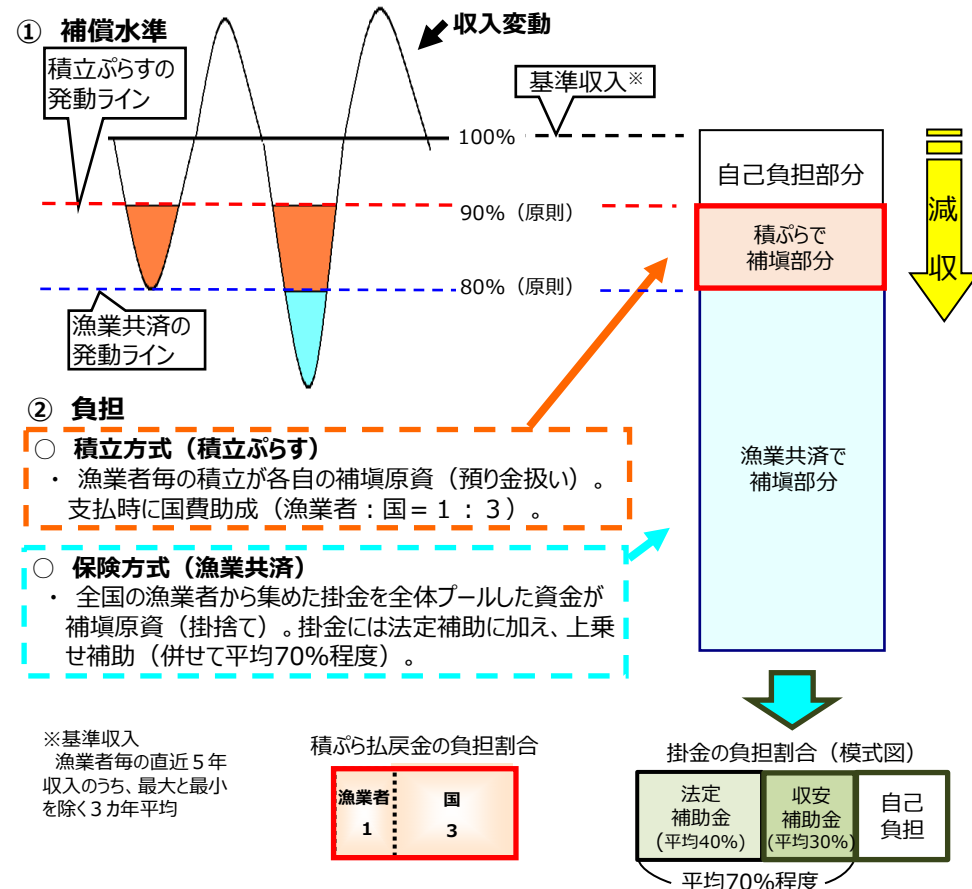 ① 補償水準
収入変動
積立ぷらすの
発動ライン
基準収入※
100%
自己負担部分
90%（原則）
積ぷらで
補塡部分
減
収
80%（原則）
漁業共済の
発動ライン
② 負担
○ 積立方式（積立ぷらす）
・ 漁業者毎の積立が各自の補塡原資（預り金扱い）。
支払時に国費助成（漁業者：国＝１：３）。
漁業共済で
補塡部分
○ 保険方式（漁業共済）
・ 全国の漁業者から集めた掛金を全体プールした資金が
補塡原資（掛捨て）。掛金には法定補助に加え、上乗
せ補助（併せて平均70%程度）。
※基準収入
漁業者毎の直近５年
収入のうち、最大と最小
を除く３カ年平均
積ぷら払戻金の負担割合
漁業者
1
国
3
掛金の負担割合（模式図）
法定
補助金
(平均40%)
収安
補助金
(平均30%)
自己
負担
平均70%程度